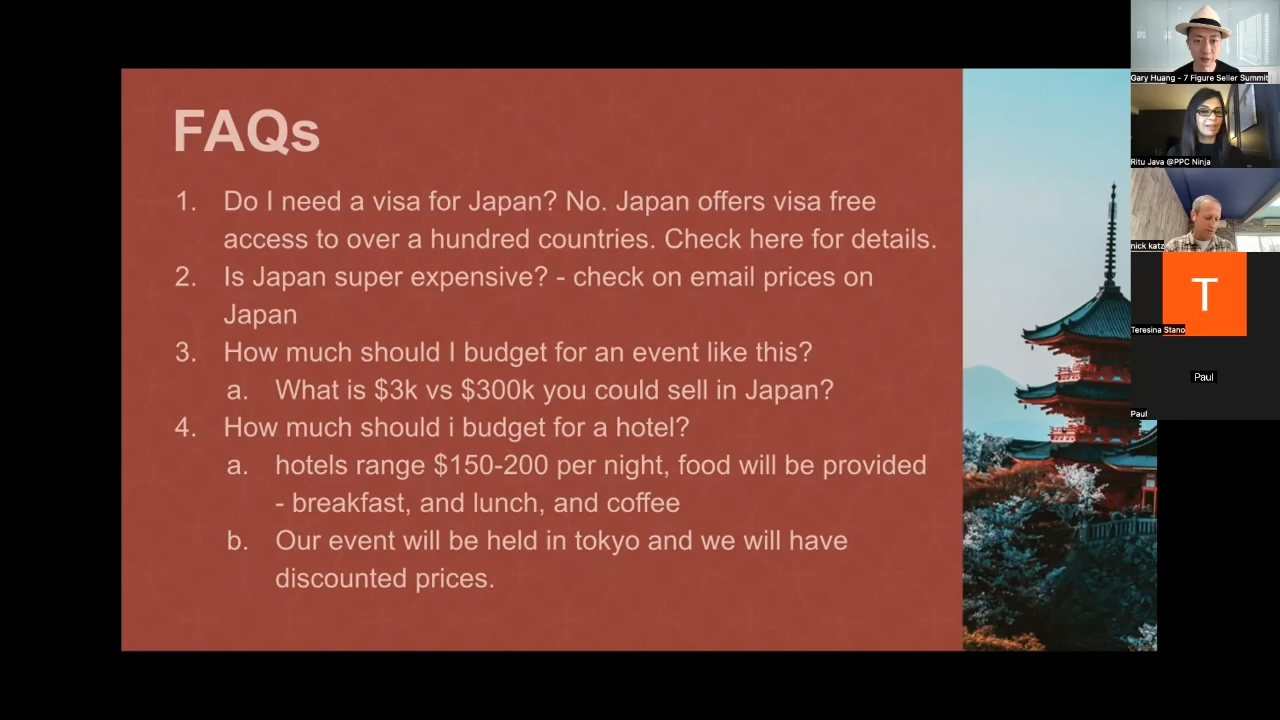 FAQs
1. Do I need a visa for Japan? No. Japan offers visa free
access to over a hundred countries. Check here for details.
2. Is Japan super expensive? - check on email prices on
Japan
3. How much should I budget for an event like this?
a. What is $3k vs $300k you could sell in Japan?
4. How much should i budget for a hotel?
a. hotels range $150-200 per night, food will be provided
- breakfast, and lunch, and coffee
b. Our event will be held in tokyo and we will have
discounted prices.
Gary Huang - 7 Figure Seller Summit
Ritu Java @PPC Ninja
nick katz
T
Teresina Stano
Paul
Paul